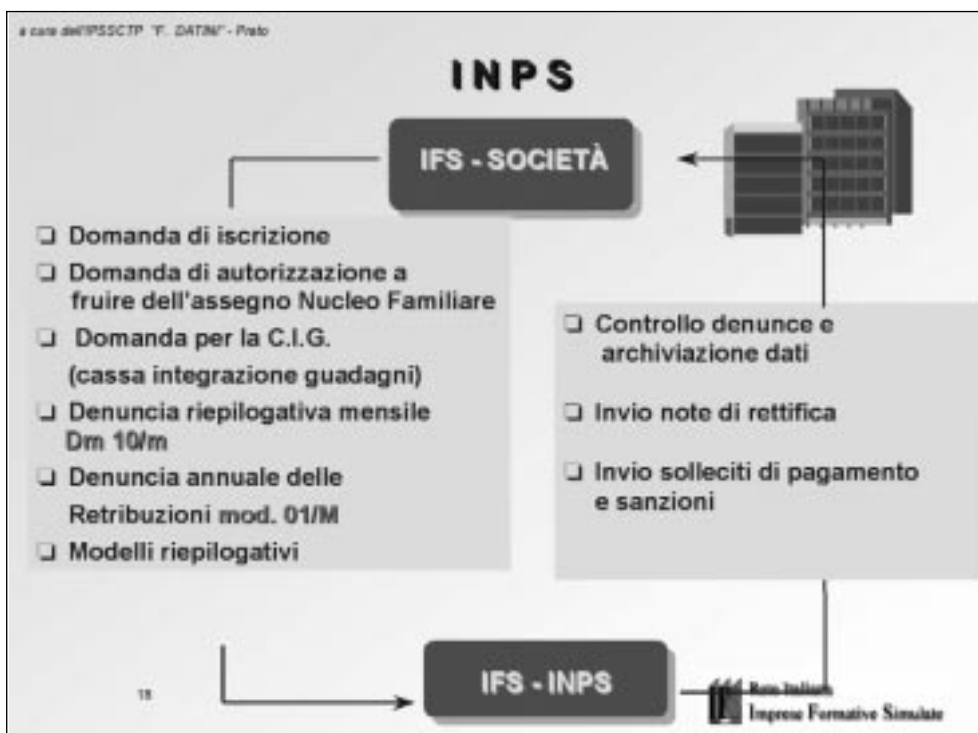 a cura dell'IPSSCTP "F. DATINI" - Prato
INPS
IFS - SOCIETÀ
❑ Domanda di iscrizione
❑ Domanda di autorizzazione a
fruire dell'assegno Nucleo Familiare
❑ Domanda per la C.I.G.
(cassa integrazione guadagni)
❑ Denuncia riepilogativa mensile
Dm 10/m
❑ Denuncia annuale delle
Retribuzioni mod. 01/M
❑ Modelli riepilogativi
❑ Controllo denunce e
archiviazione dati
❑ Invio note di rettifica
❑ Invio solleciti di pagamento
e sanzioni
IFS - INPS
18
Rete Italiana
Imprese Formative Simulate